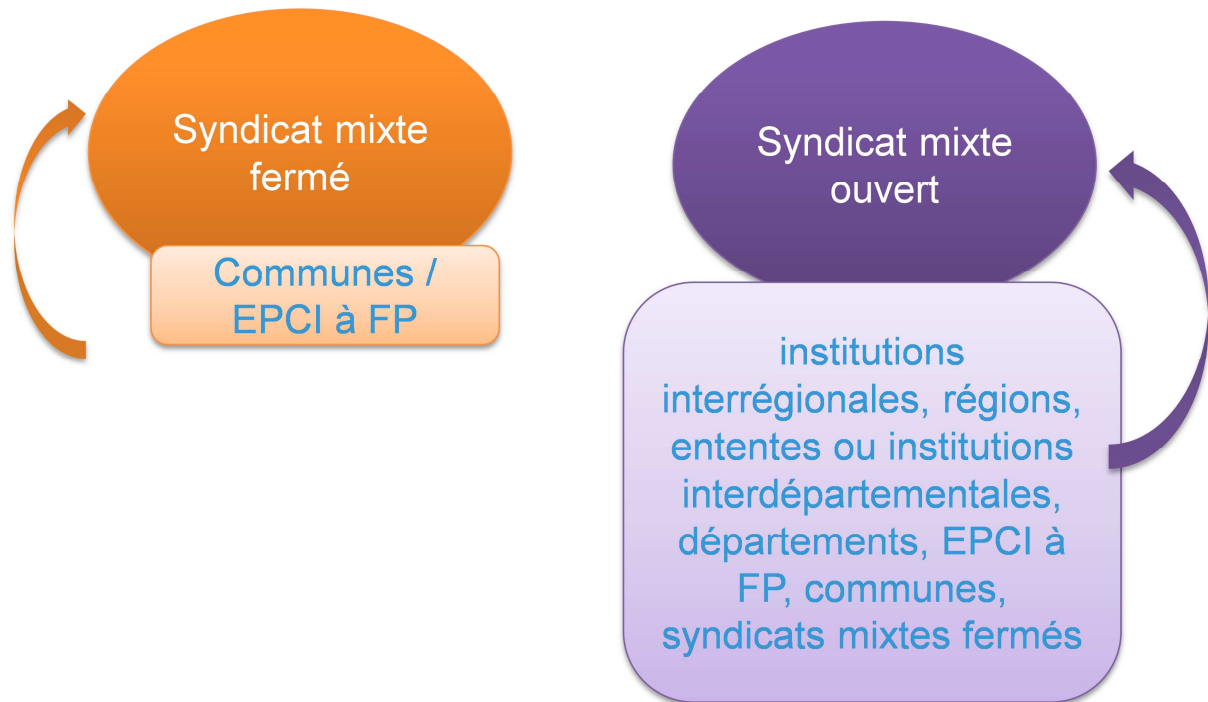 Syndicat mixte
fermé
Communes /
EPCI à FP
Syndicat mixte
ouvert
institutions
interrégionales, régions,
ententes ou institutions
interdépartementales,
départements, EPCI à
FP, communes,
syndicats mixtes fermés